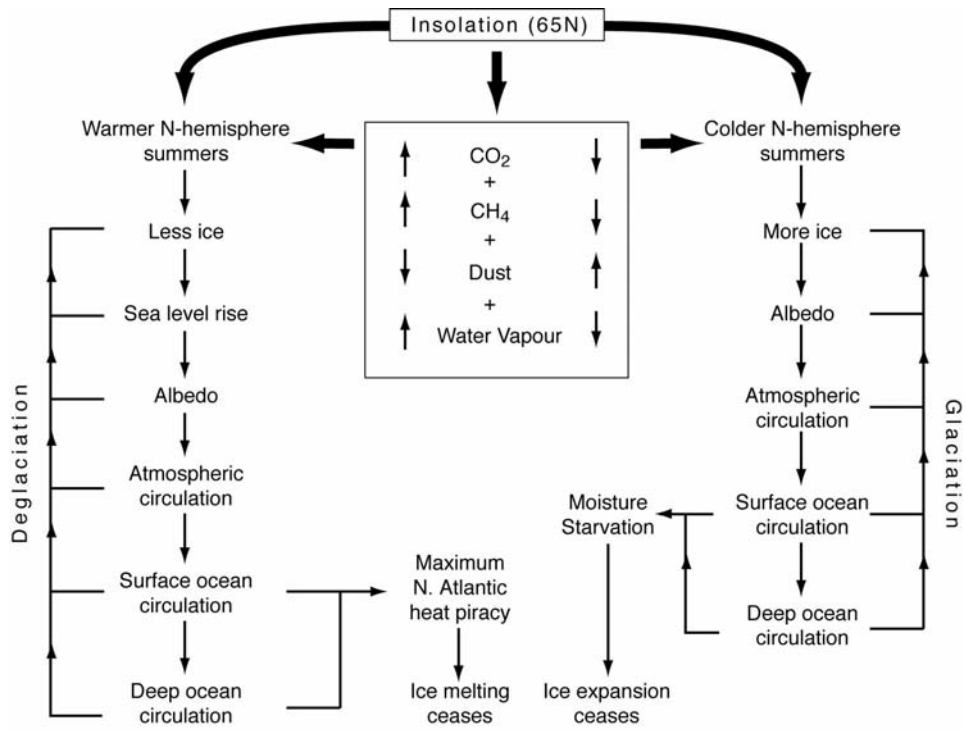 Insolation (65N)
Warmer N-hemisphere
summers
Less ice
Sea level rise
Albedo
Atmospheric
circulation
Surface ocean
circulation
Deep ocean
circulation
Deglaciation
CO₂
+
CH₄
+
Dust
+
Water Vapour
Maximum
N. Atlantic
heat piracy
Ice melting
ceases
Moisture
Starvation
Ice expansion
ceases
Colder N-hemisphere
summers
More ice
Albedo
Atmospheric
circulation
Surface ocean
circulation
Deep ocean
circulation
Glaciation